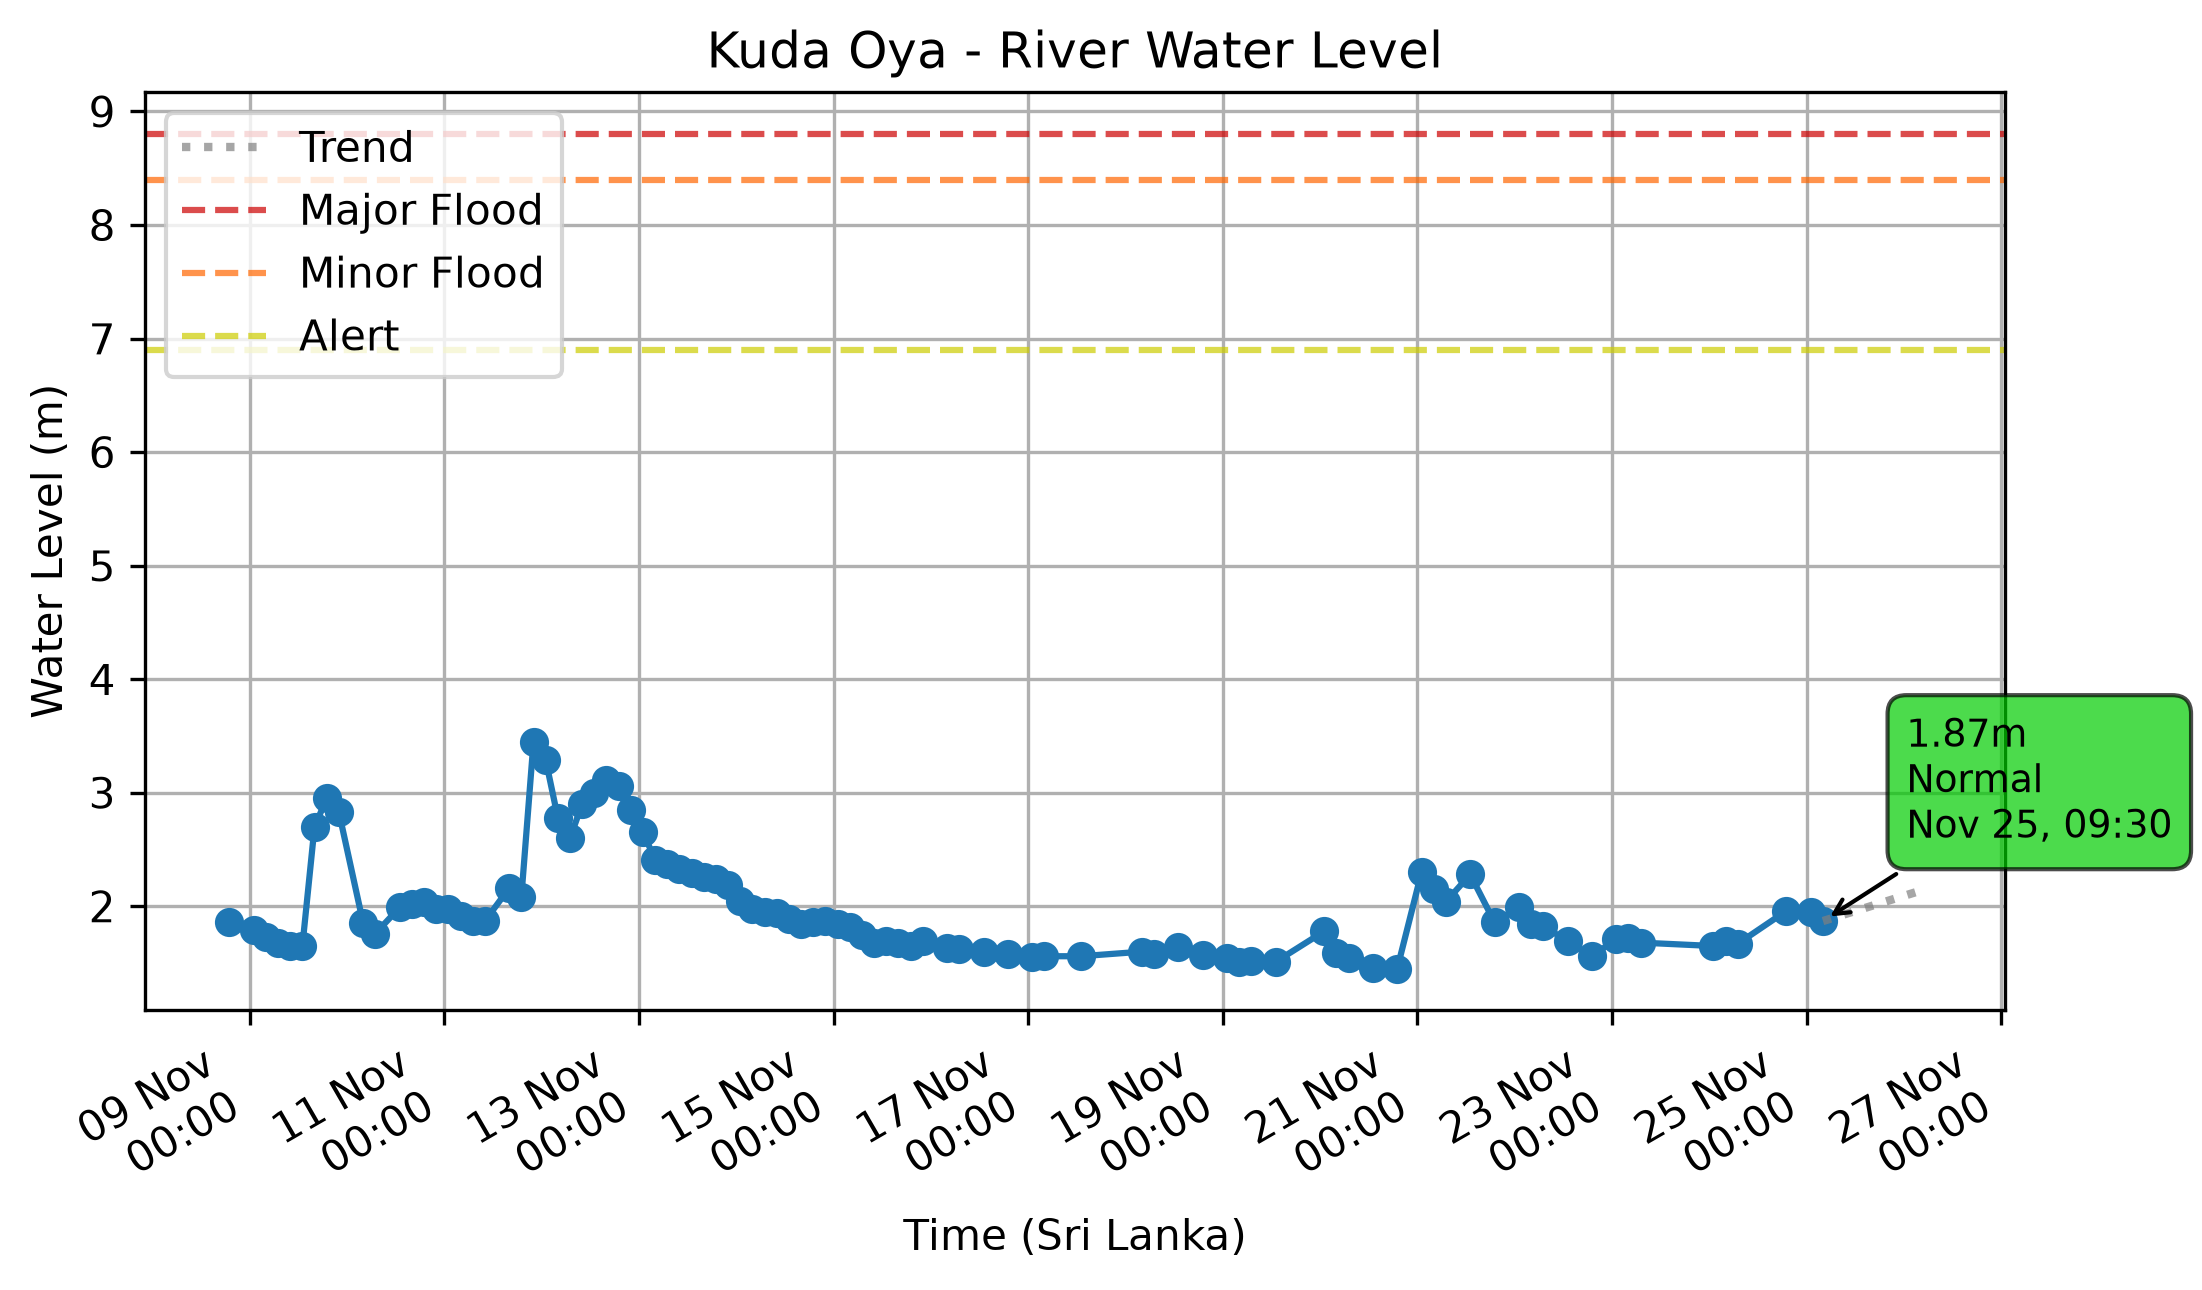 Kuda Oya - River Water Level
9
8
7
6
5
4
3
2
Water Level (m)
Trend
Major Flood
Minor Flood
Alert
1.87m
Normal
Nov 25, 09:30
09 Nov
00:00
11 Nov
00:00
13 Nov
00:00
15 Nov
00:00
17 Nov
00:00
19 Nov
00:00
21 Nov
00:00
23 Nov
00:00
25 Nov
00:00
27 Nov
00:00
Time (Sri Lanka)